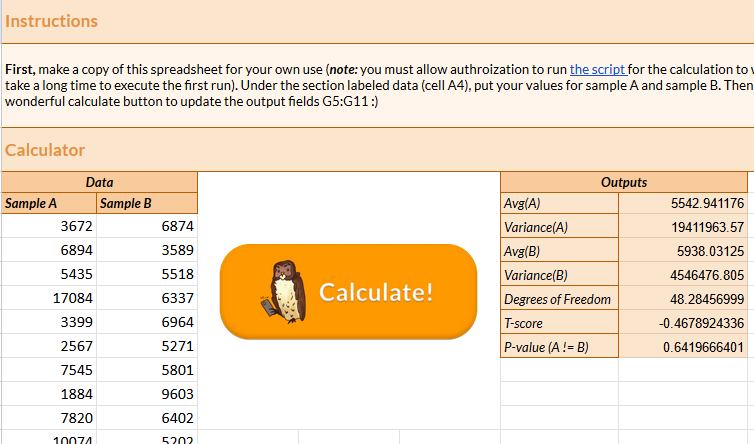 Instructions
First, make a copy of this spreadsheet for your own use (note: you must allow authroization to run the script for the calculation to
take a long time to execute the first run). Under the section labeled data (cell A4), put your values for sample A and sample B. Then
wonderful calculate button to update the output fields G5:G11 :)
Calculator
Data Outputs
Sample A Sample B Avg(A) 5542.941176
3672 6874 Variance(A) 19411963.57
6894 3589 Avg(B) 5938.03125
5435 5518 Variance(B) 4546476.805
17084 6337 Calculate! Degrees of Freedom 48.28456999
3399 6964 T-score -0.4678924336
2567 5271 P-value (A != B) 0.6419666401
7545 5801
1884 9603
7820 6402
10074 5202